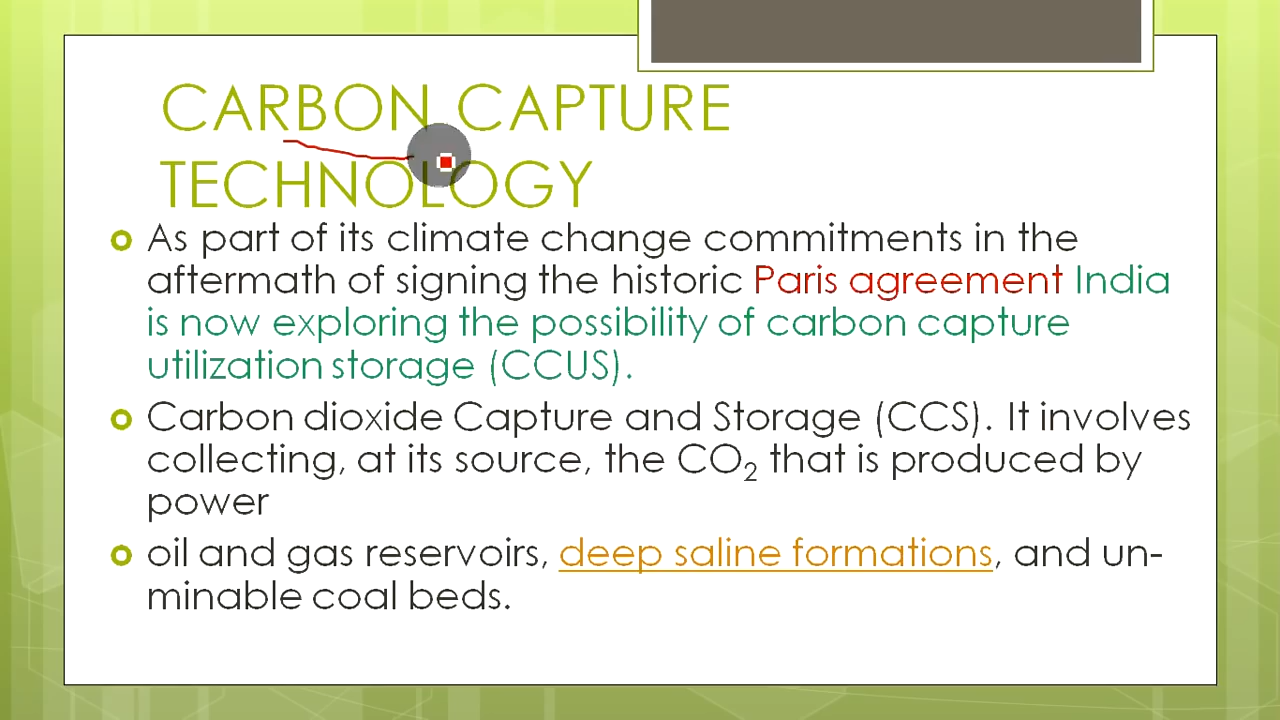 CARBON CAPTURE
TECHNOLOGY
As part of its climate change commitments in the
aftermath of signing the historic Paris agreement India
is now exploring the possibility of carbon capture
utilization storage (CCUS).
Carbon dioxide Capture and Storage (CCS). It involves
collecting, at its source, the CO₂ that is produced by
power
oil and gas reservoirs, deep saline formations, and un-
minable coal beds.